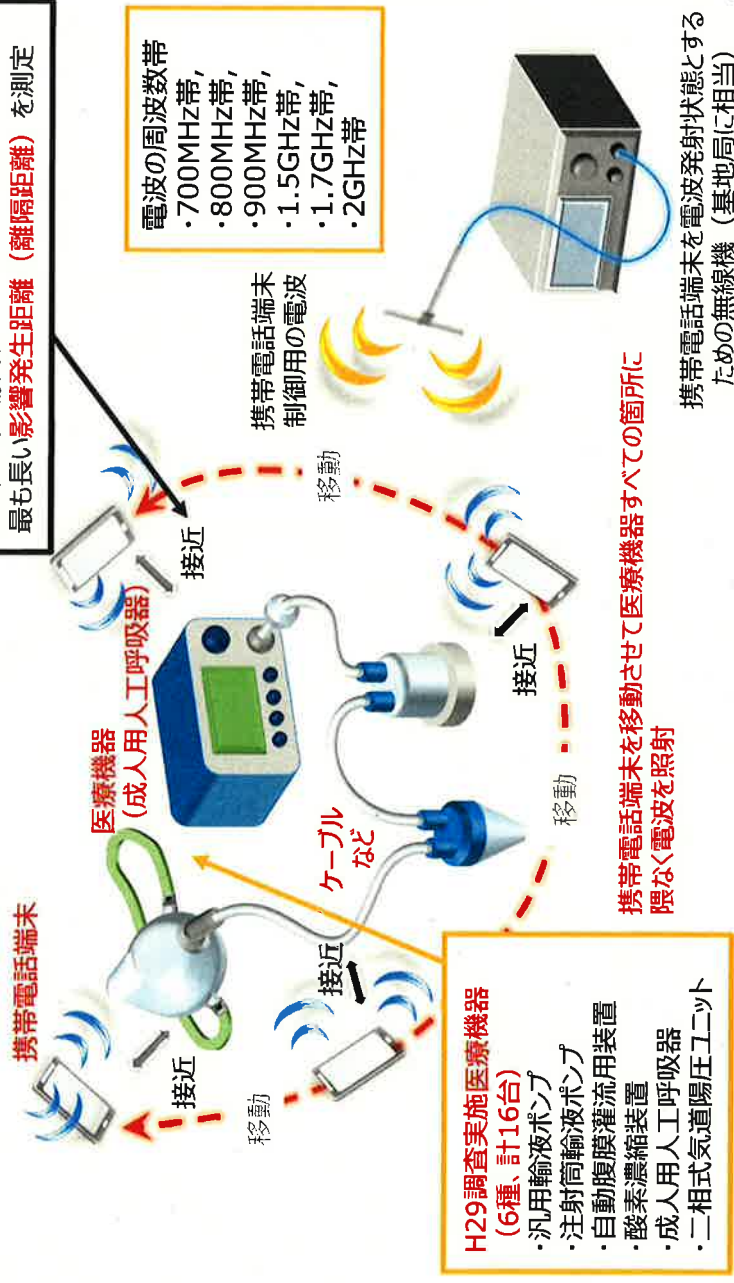 最も長い影響発生距離（離隔距離）を測定
携帯電話端末
接近
移動
医療機器
（成人用人工呼吸器）
ケーブル
など
接近
接近
移動
接近
移動
携帯電話端末
制御用の電波
電波の周波数帯
・700MHz帯,
・800MHz帯,
・900MHz帯,
・1.5GHz帯,
・1.7GHz帯,
・2GHz帯
H29調査実施医療機器
（6種、計16台）
・汎用輸液ポンプ
・注射筒輸液ポンプ
・自動腹膜灌流用装置
・酸素濃縮装置
・成人用人工呼吸器
・二相式気道陽圧ユニット
携帯電話端末を移動させて医療機器すべての箇所に
隈なく電波を照射
携帯電話端末を電波発射状態とする
ための無線機（基地局に相当）